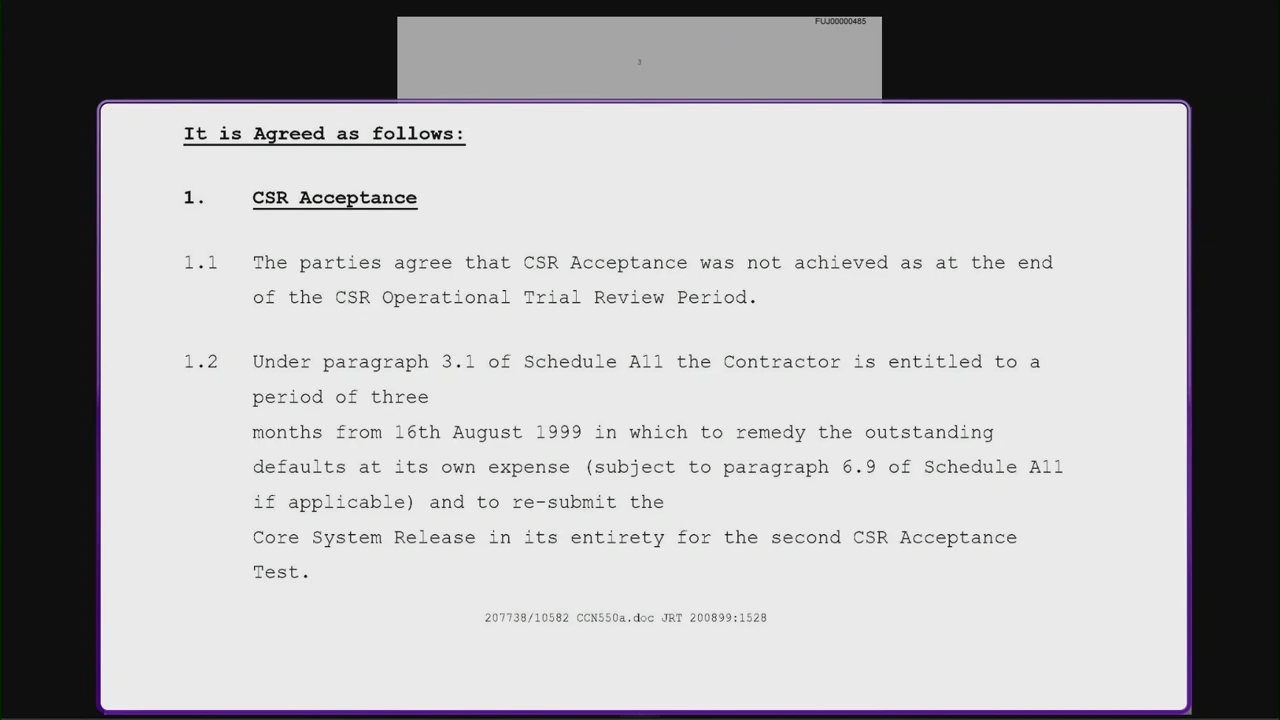 FUJ00000485
3
It is Agreed as follows:
1. CSR Acceptance
1.1 The parties agree that CSR Acceptance was not achieved as at the end
of the CSR Operational Trial Review Period.
1.2 Under paragraph 3.1 of Schedule A11 the Contractor is entitled to a
period of three
months from 16th August 1999 in which to remedy the outstanding
defaults at its own expense (subject to paragraph 6.9 of Schedule A11
if applicable) and to re-submit the
Core System Release in its entirety for the second CSR Acceptance
Test.
207738/10582 CCN550a.doc JRT 200899:1528